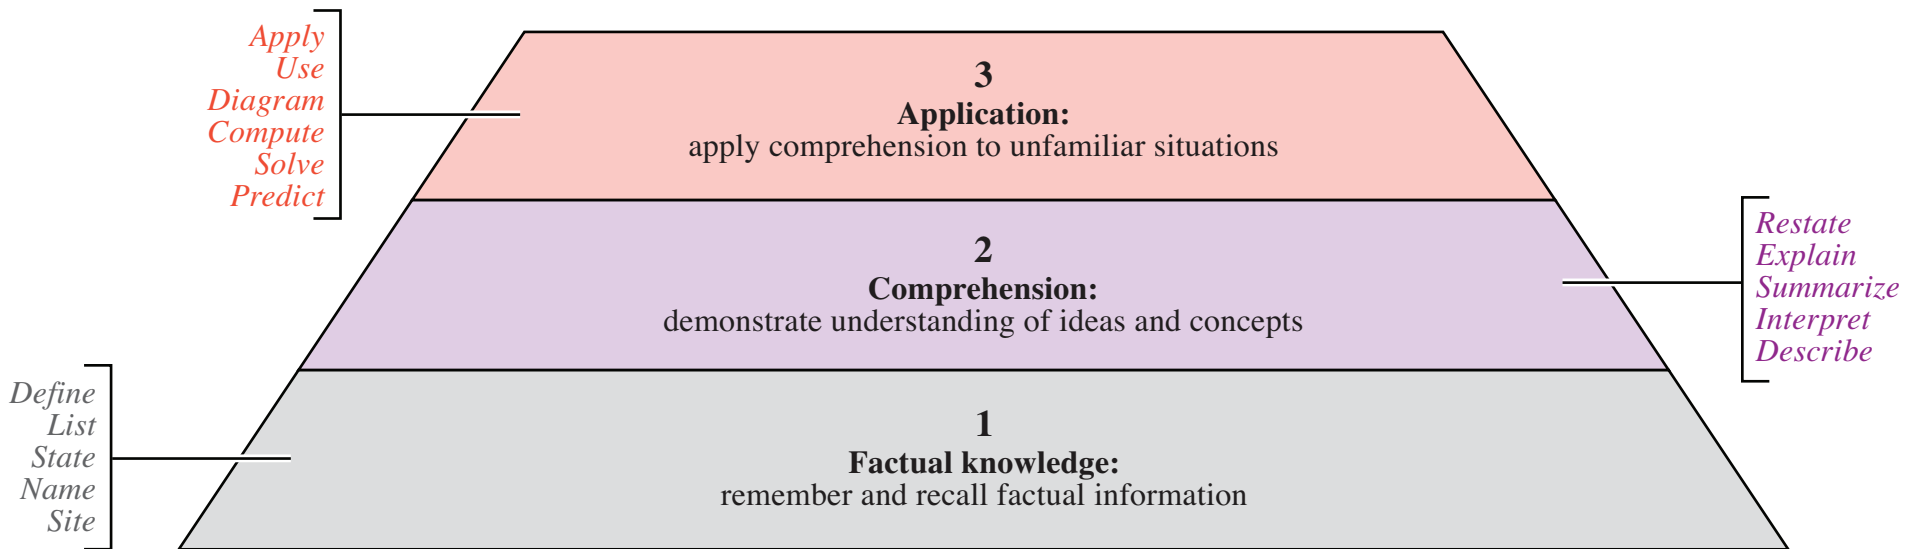 Apply
Use
Diagram
Compute
Solve
Predict
3
Application:
apply comprehension to unfamiliar situations
2
Comprehension:
demonstrate understanding of ideas and concepts
Restate
Explain
Summarize
Interpret
Describe
Define
List
State
Name
Site
1
Factual knowledge:
remember and recall factual information